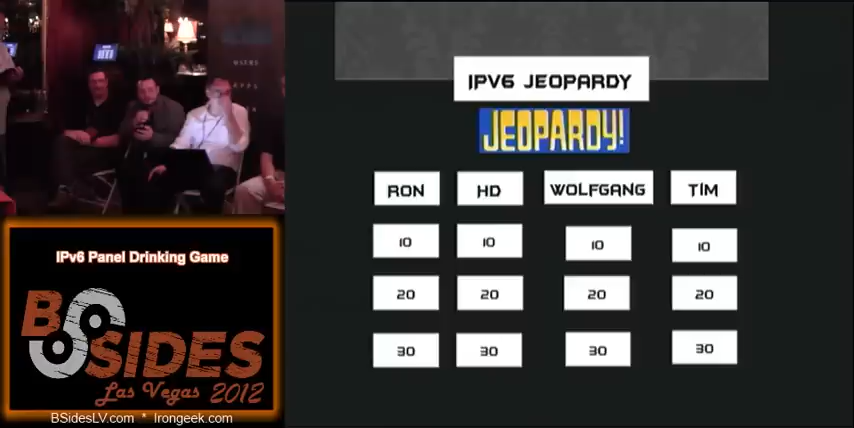 IPV6 JEOPARDY
JEOPARDY!
RON HD WOLFGANG TIM
10 10 10 10
20 20 20 20
30 30 30 30
IPv6 Panel Drinking Game
BSIDES
Las Vegas 2012
BSidesLV.com * Irongeek.com